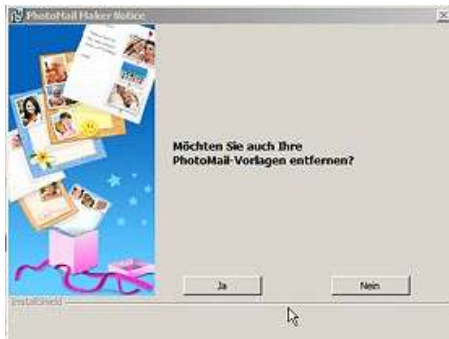 PhotoMail Maker Notice
Möchten Sie auch Ihre
PhotoMail-Vorlagen entfernen?
Ja
Nein
InstallShield